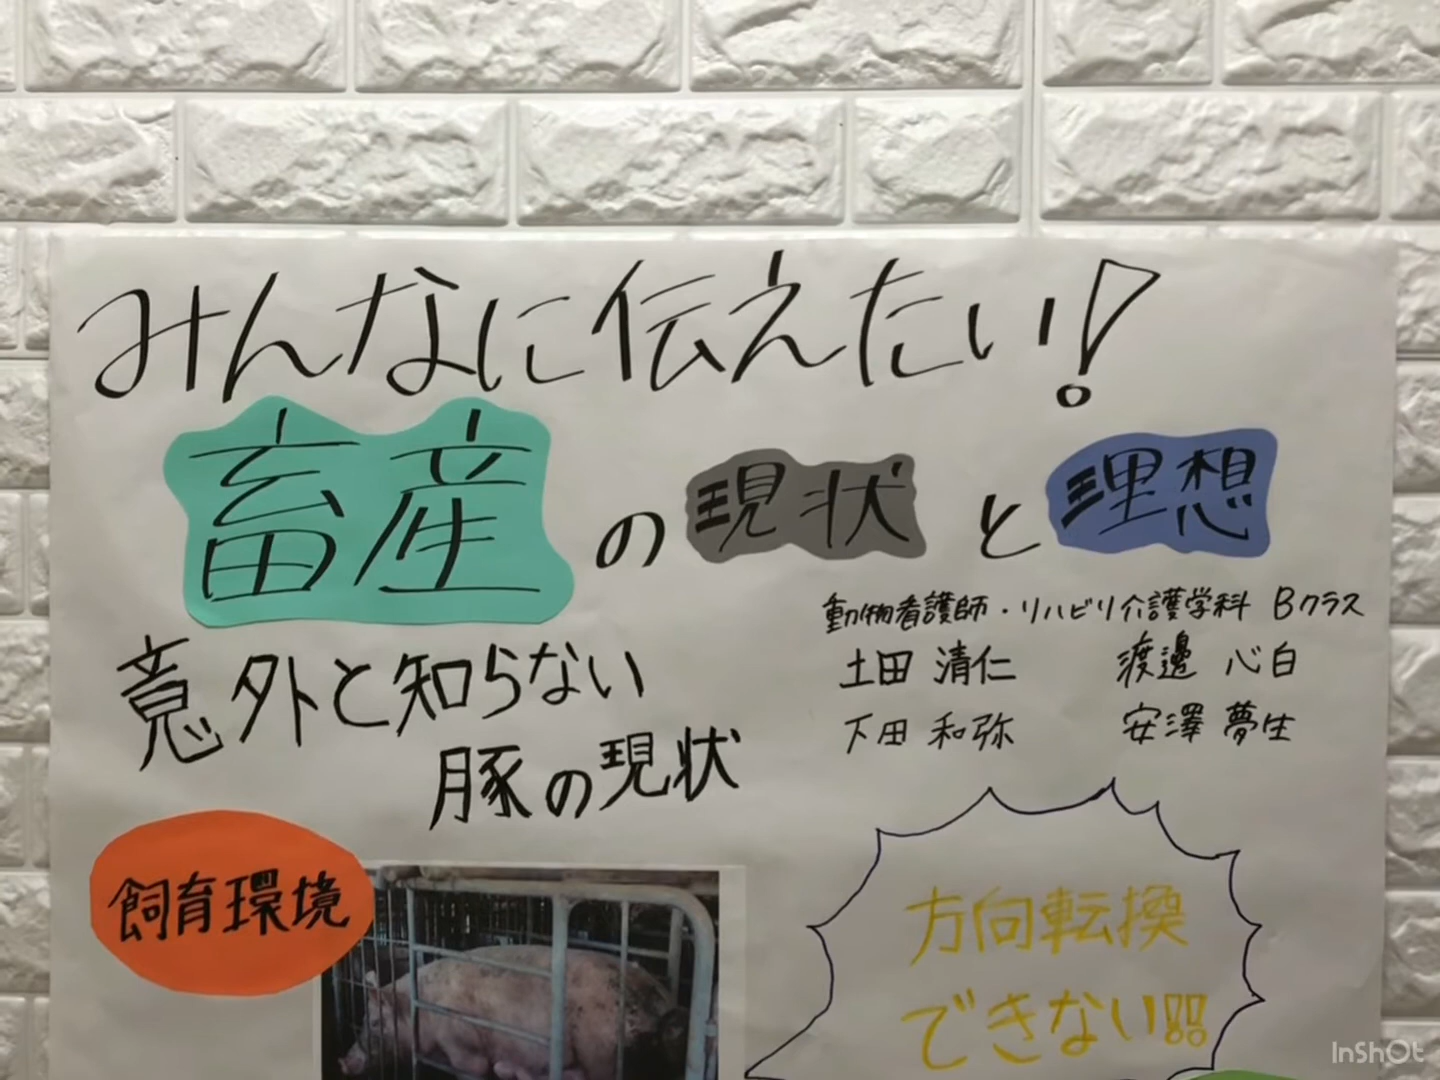 みんなに伝えたい!
畜産の現状と理想
動物看護師・リハビリ介護学科 Bクラス
土田 清仁 渡邊 心白
下田 和弥 安澤 夢生
意外と知らない
豚の現状
飼育環境
方向転換
できない!!
InShOt